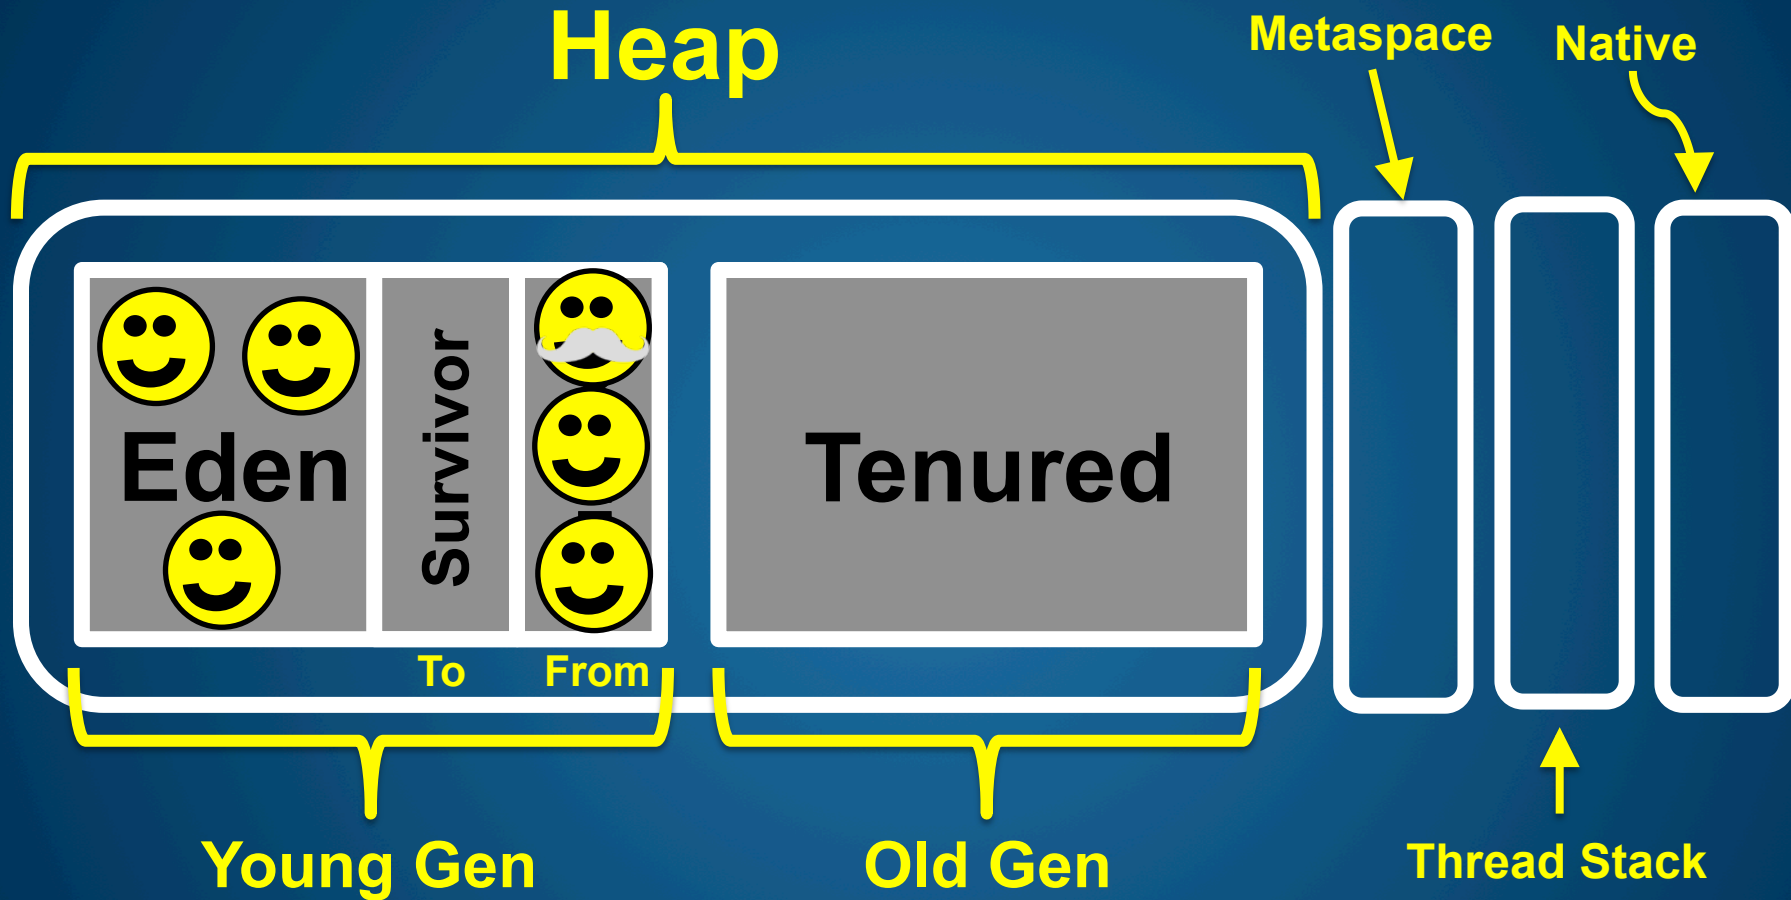 Heap
Metaspace
Native
Eden
Survivor
Tenured
To
From
Young Gen
Old Gen
Thread Stack